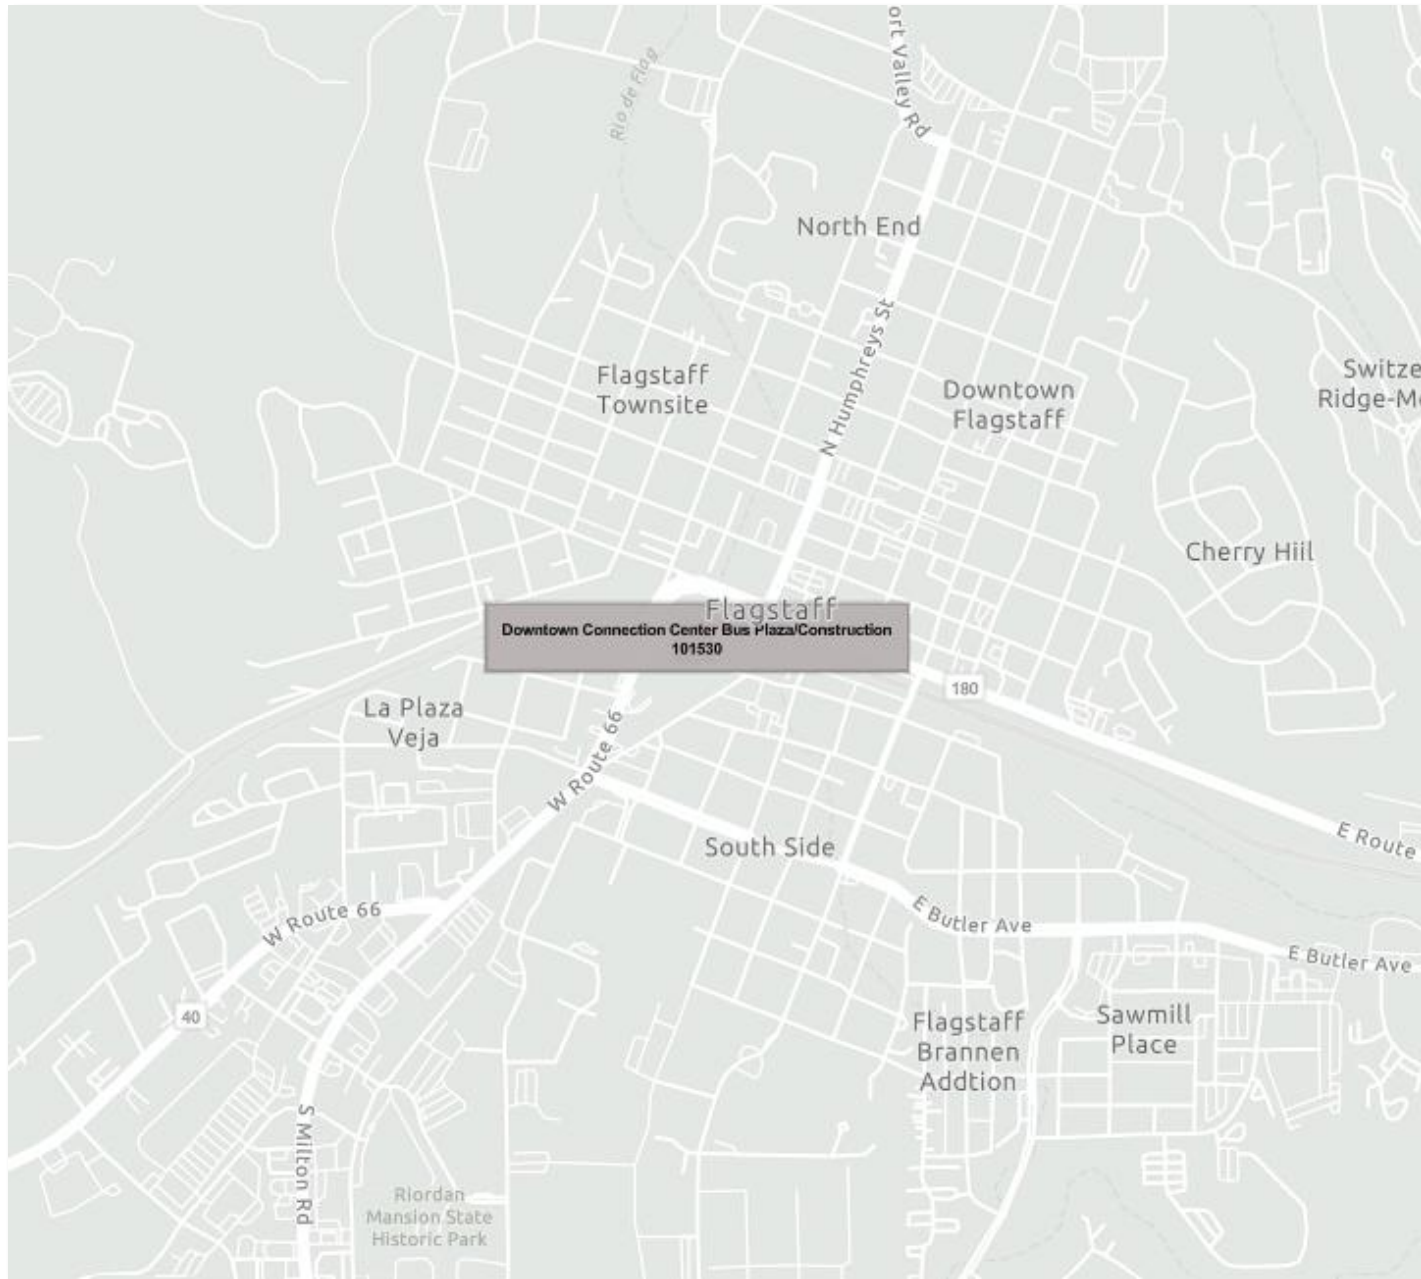 ort Valley Rd
Rio de Flag
North End
N Humphreys St
Flagstaff
Townsite
Downtown
Flagstaff
Switze
Ridge-Me
Cherry Hiil
Flagstaff
Downtown Connection Center Bus Plaza/Construction
101530
180
La Plaza
Veja
W Route 66
E Route
South Side
W Route 66
E Butler Ave
E Butler Ave
40
Flagstaff
Brannen
Addtion
Sawmill
Place
S Milton Rd
Riordan
Mansion State
Historic Park